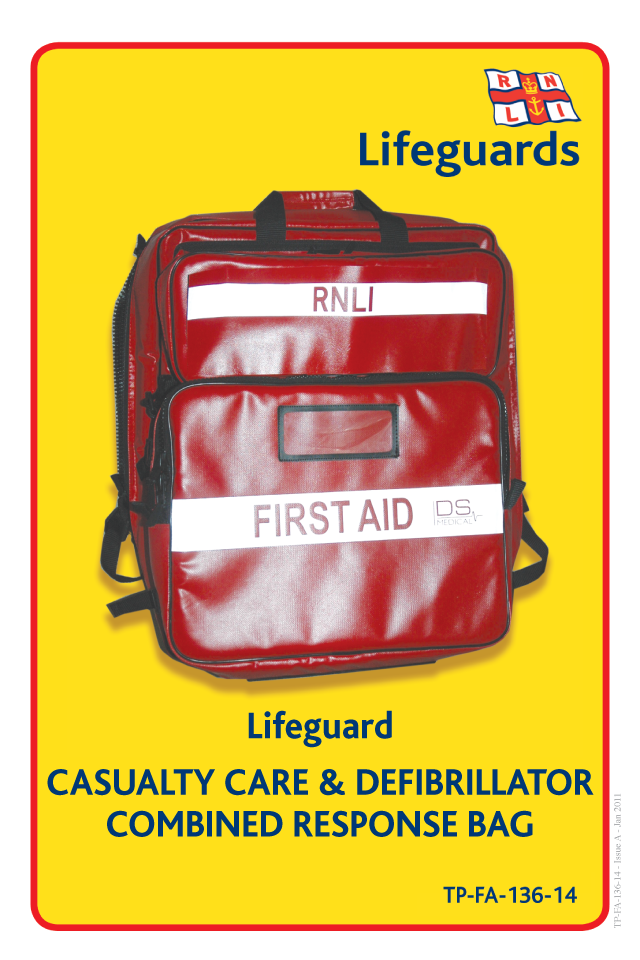 R N
L I
Lifeguards
RNLI
FIRST AID
DS
MEDICAL
Lifeguard
CASUALTY CARE & DEFIBRILLATOR
COMBINED RESPONSE BAG
TP-FA-136-14
TP-FA-136-14 - Issue A - Jan 2011